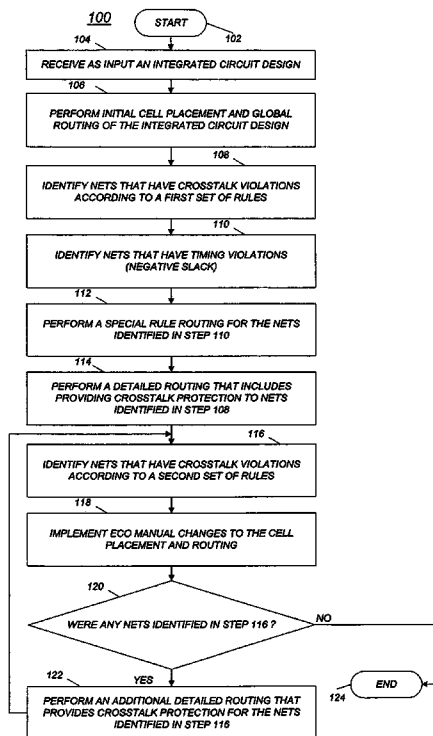 100
START
102
104
RECEIVE AS INPUT AN INTEGRATED CIRCUIT DESIGN
106
PERFORM INITIAL CELL PLACEMENT AND GLOBAL
ROUTING OF THE INTEGRATED CIRCUIT DESIGN
108
IDENTIFY NETS THAT HAVE CROSSTALK VIOLATIONS
ACCORDING TO A FIRST SET OF RULES
110
IDENTIFY NETS THAT HAVE TIMING VIOLATIONS
(NEGATIVE SLACK)
112
PERFORM A SPECIAL RULE ROUTING FOR THE NETS
IDENTIFIED IN STEP 110
114
PERFORM A DETAILED ROUTING THAT INCLUDES
PROVIDING CROSSTALK PROTECTION TO NETS
IDENTIFIED IN STEP 108
116
IDENTIFY NETS THAT HAVE CROSSTALK VIOLATIONS
ACCORDING TO A SECOND SET OF RULES
118
IMPLEMENT ECO MANUAL CHANGES TO THE CELL
PLACEMENT AND ROUTING
120
WERE ANY NETS IDENTIFIED IN STEP 116 ?
NO
YES
122
PERFORM AN ADDITIONAL DETAILED ROUTING THAT
PROVIDES CROSSTALK PROTECTION FOR THE NETS
IDENTIFIED IN STEP 116
END
124